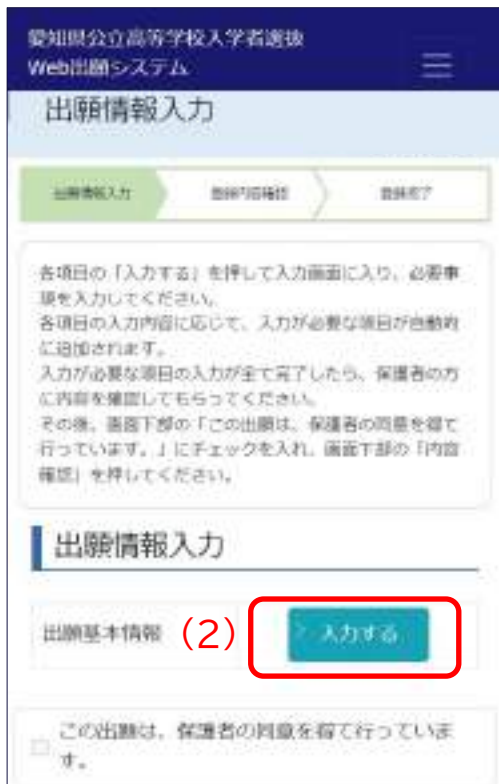 愛知県公立高等学校入学者選抜
Web出願システム
出願情報入力
出願情報入力
登録内容確認
登録完了
各項目の「入力する」を押して入力画面に入り、必要事
項を入力してください。
各項目の入力内容に応じて、入力が必要な項目が自動的
に追加されます。
入力が必要な項目の入力が全て完了したら、保護者の方
に内容を確認してもらってください。
その後、画面下部の「この出願は、保護者の同意を得て
行っています。」にチェックを入れ、画面下部の「内容
確認」を押してください。
出願情報入力
出願基本情報 (2) 入力する
この出願は、保護者の同意を得て行っていま
す。